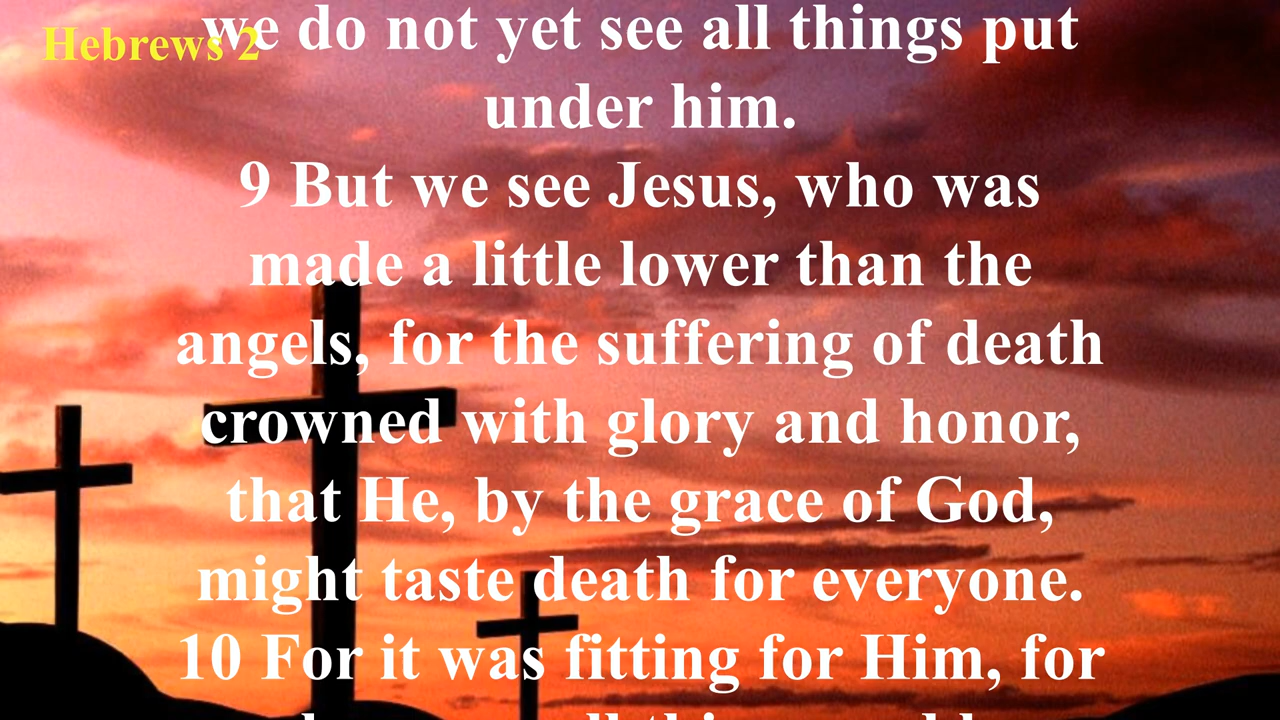 Hebrews 2
we do not yet see all things put
under him.
9 But we see Jesus, who was
made a little lower than the
angels, for the suffering of death
crowned with glory and honor,
that He, by the grace of God,
might taste death for everyone.
10 For it was fitting for Him, for